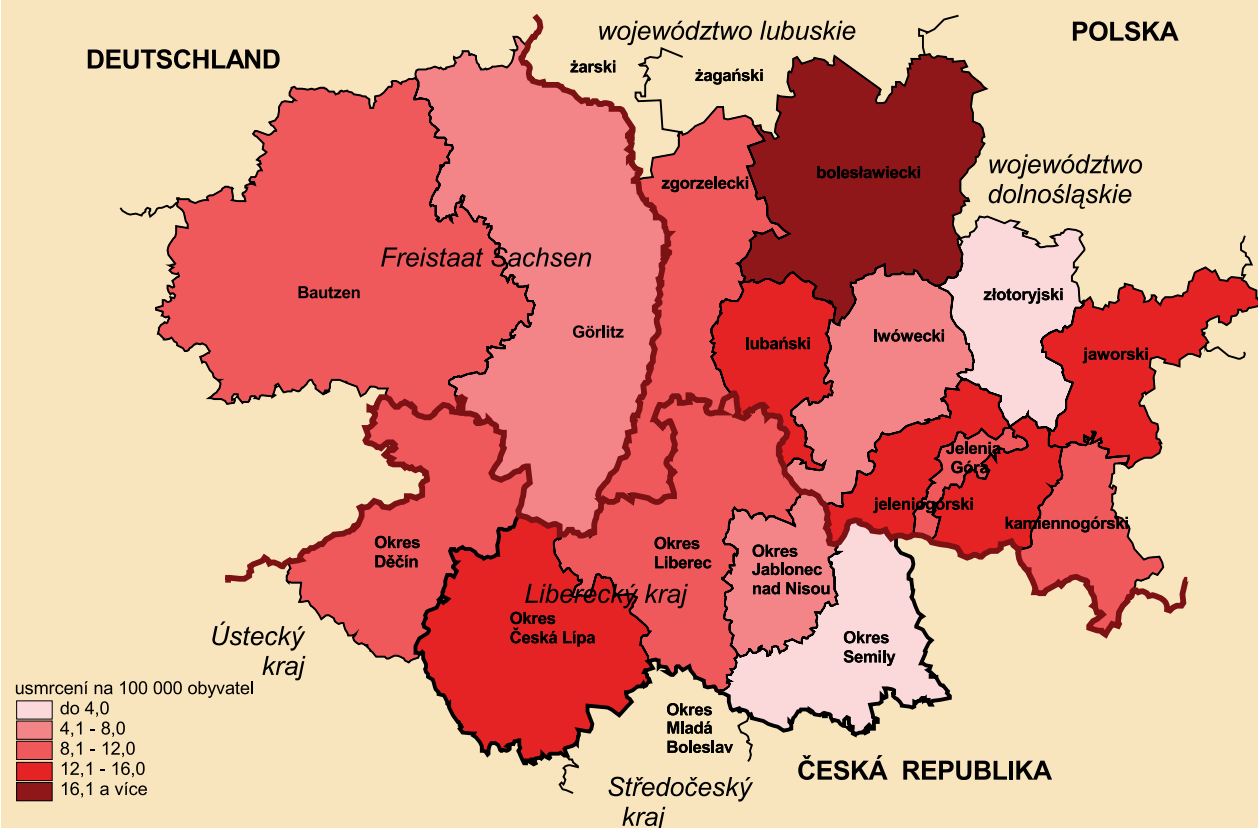 DEUTSCHLAND
województwo lubuskie
POLSKA
żarski
żagański
bolesławiecki
zgorzelecki
województwo
dolnośląskie
Freistaat Sachsen
Bautzen
Görlitz
złotoryjski
lubański
lwówecki
jaworski
Jelenia
Góra
jeleniogórski
kamiennogórski
Okres
Děčín
Okres
Liberec
Okres
Jablonec
nad Nisou
Liberecký kraj
Okres
Česká Lípa
Ústecký
kraj
Okres
Semily
Okres
Mladá
Boleslav
ČESKÁ REPUBLIKA
Středočeský
kraj
usmrcení na 100 000 obyvatel
do 4,0
4,1 - 8,0
8,1 - 12,0
12,1 - 16,0
16,1 a více